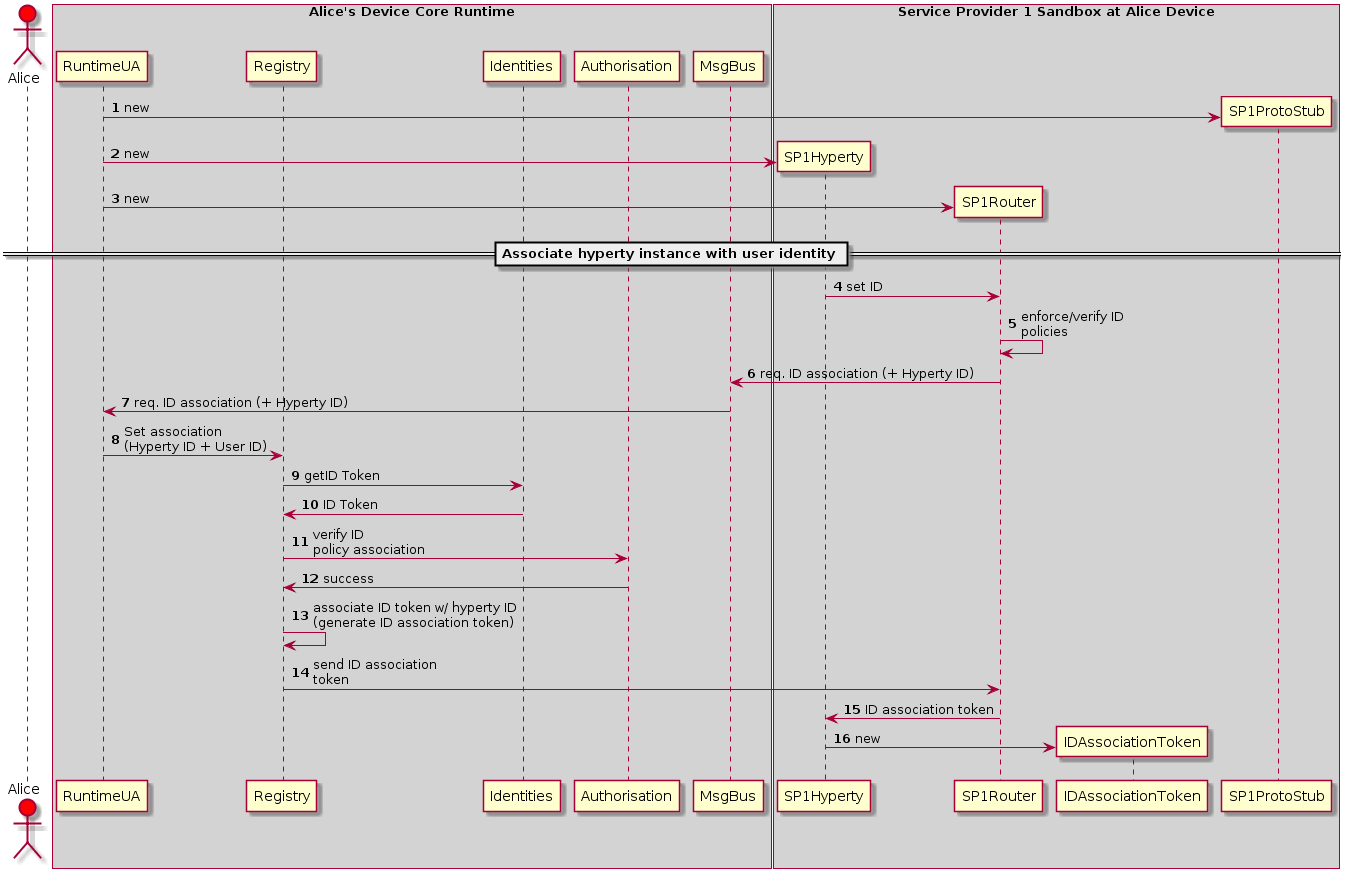 Alice's Device Core Runtime
Service Provider 1 Sandbox at Alice Device
Alice
RuntimeUA
Registry
Identities
Authorisation
MsgBus
1 new
SP1ProtoStub
2 new
SP1Hyperty
3 new
SP1Router
Associate hyperty instance with user identity
4 set ID
5 enforce/verify ID
policies
6 req. ID association (+ Hyperty ID)
7 req. ID association (+ Hyperty ID)
8 Set association
(Hyperty ID + User ID)
9 getID Token
10 ID Token
11 verify ID
policy association
12 success
13 associate ID token w/ hyperty ID
(generate ID association token)
14 send ID association
token
15 ID association token
16 new
IDAssociationToken
Alice
RuntimeUA
Registry
Identities
Authorisation
MsgBus
SP1Hyperty
SP1Router
IDAssociationToken
SP1ProtoStub